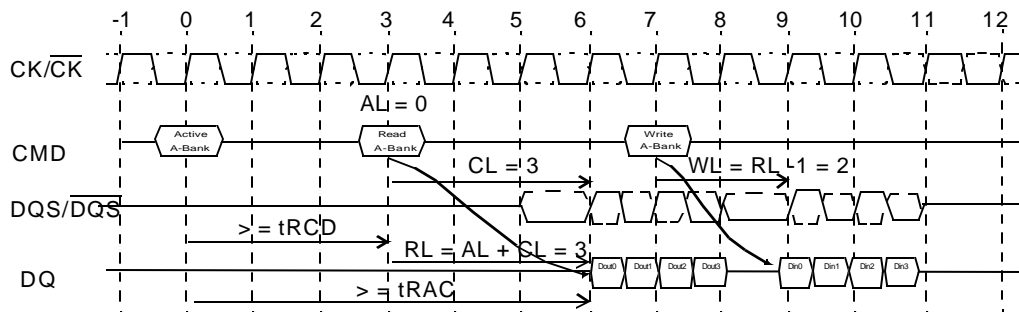 -1 0 1 2 3 4 5 6 7 8 9 10 11 12
CK/CK
AL = 0
Active
A-Bank
Read
A-Bank
Write
A-Bank
CMD
CL = 3
WL = RL -1 = 2
DQS/DQS
> = tRCD
RL = AL + CL = 3
DQ
Dout0 Dout1 Dout2 Dout3
Din0 Din1 Din2 Din3
> = tRAC